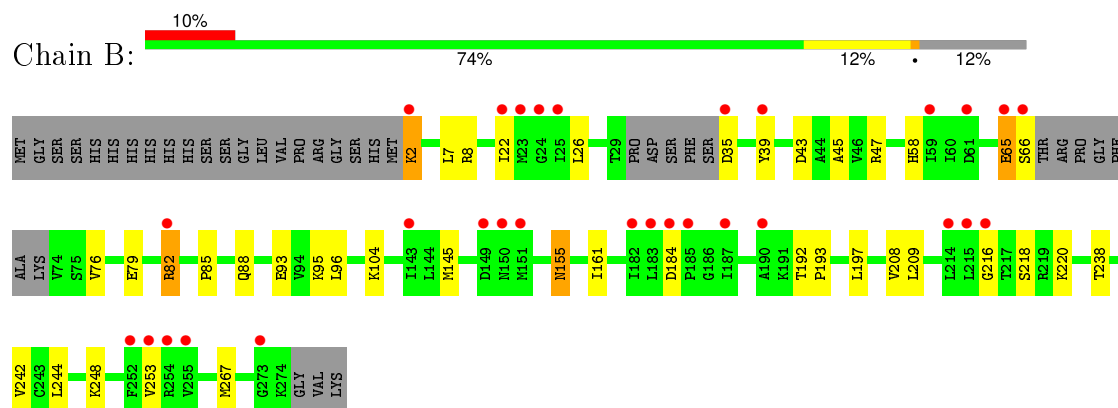 10%
Chain B:
74% 12% • 12%
MET GLY SER SER HIS HIS HIS HIS HIS HIS SER SER GLY LEU VAL PRO ARG GLY SER HIS MET K2 L7 R8 I22 M23 G24 I25 L26 T29 PRO ASP SER PHE SER D35 Y39 D43 A44 A45 V46 R47 H58 I59 I60 D61 E65 S66 THR ARG PRO GLY PHE
ALA LYS V74 S75 V76 E79 R82 P85 Q88 E93 V94 K95 L96 K104 I143 L144 M145 D149 N150 M151 N155 I161 I182 L183 D184 P185 G186 I187 A190 K191 T192 P193 L197 V208 L209 L214 L215 G216 T217 S218 R219 K220 T238
V242 C243 L244 K248 F252 V253 R254 V255 M267 G273 K274 GLY VAL LYS